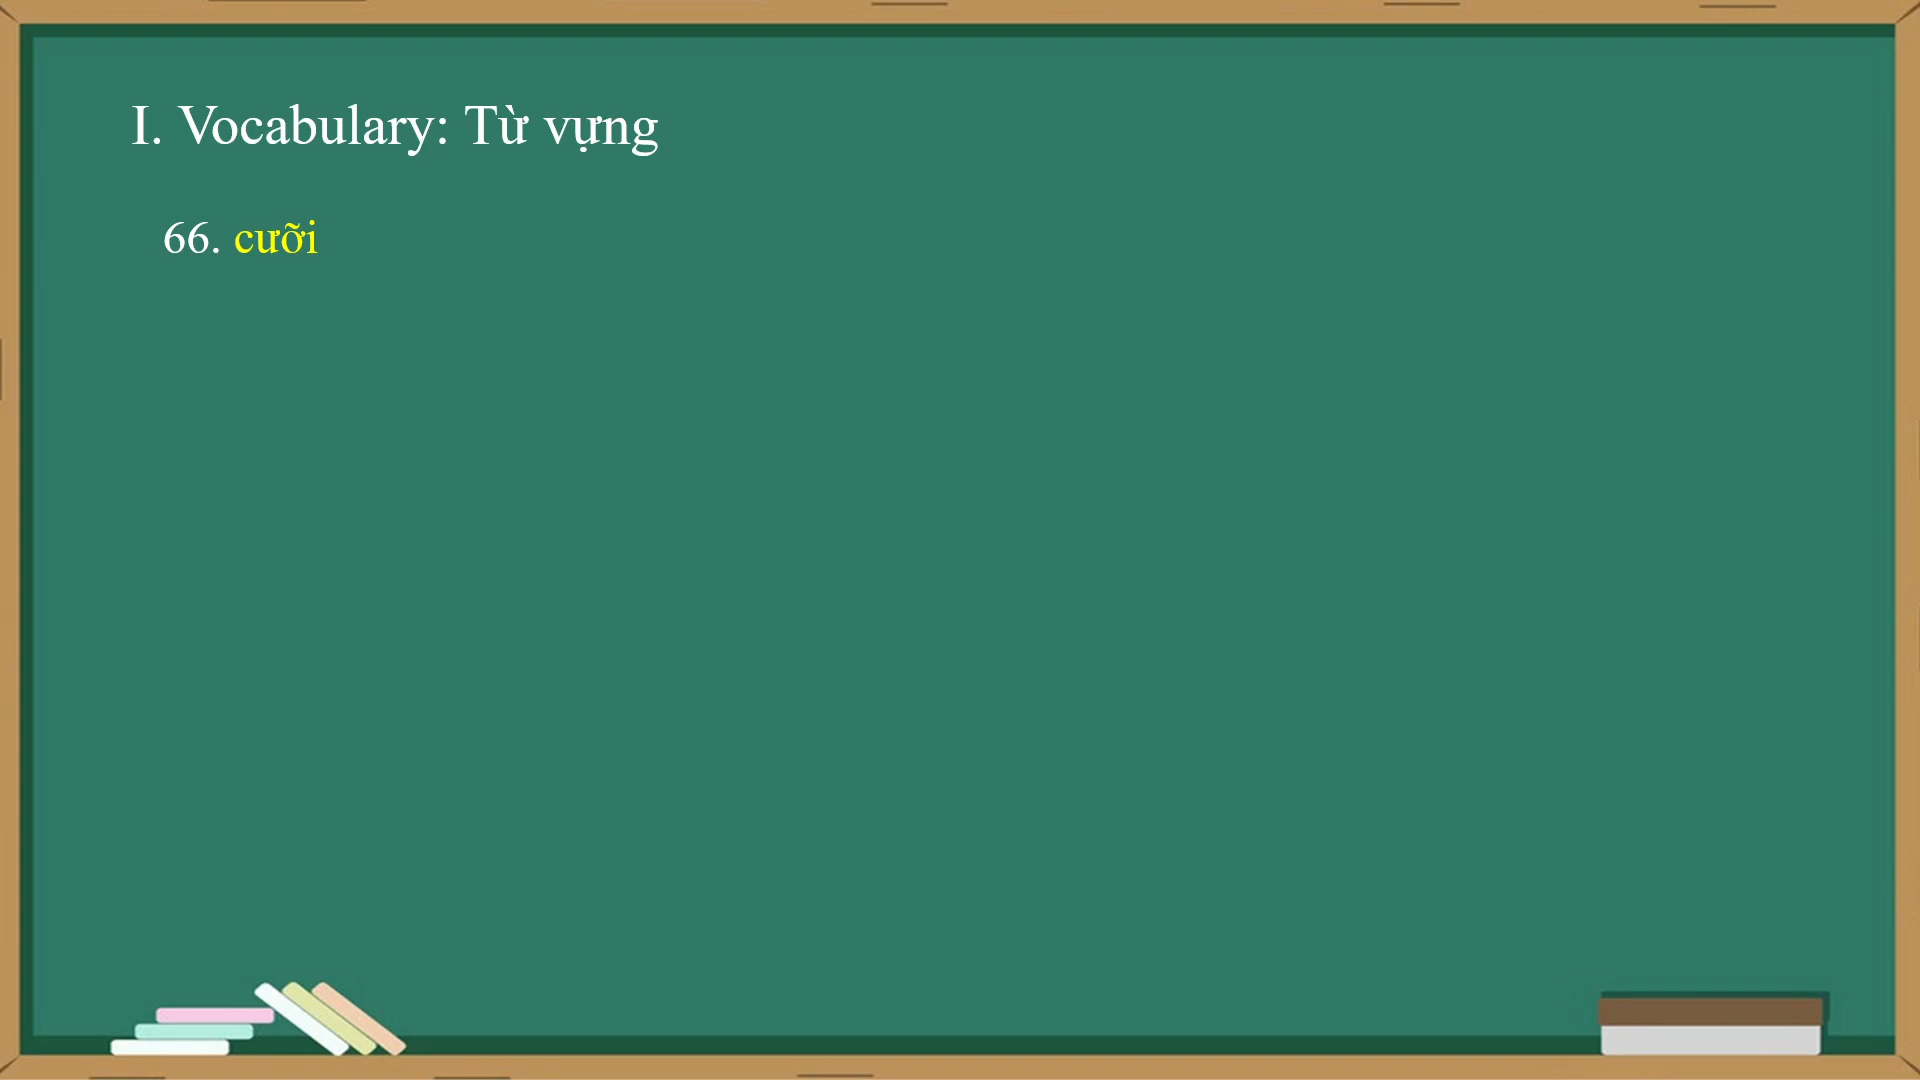 I. Vocabulary: Từ vựng
66. cưỡi